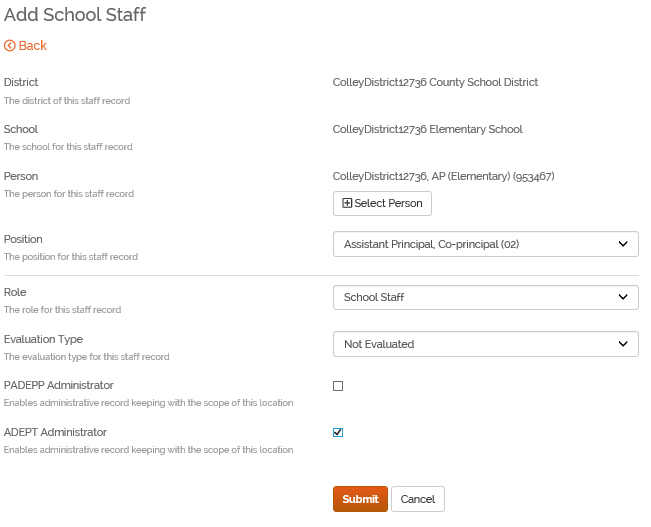 Add School Staff
Back
District
ColleyDistrict12736 County School District
The district of this staff record
School
ColleyDistrict12736 Elementary School
The school for this staff record
Person
ColleyDistrict12736, AP (Elementary) (953467)
The person for this staff record
Select Person
Position
Assistant Principal, Co-principal (02)
The position for this staff record
Role
School Staff
The role for this staff record
Evaluation Type
Not Evaluated
The evaluation type for this staff record
PADEPP Administrator
Enables administrative record keeping with the scope of this location
ADEPT Administrator
Enables administrative record keeping with the scope of this location
Submit Cancel